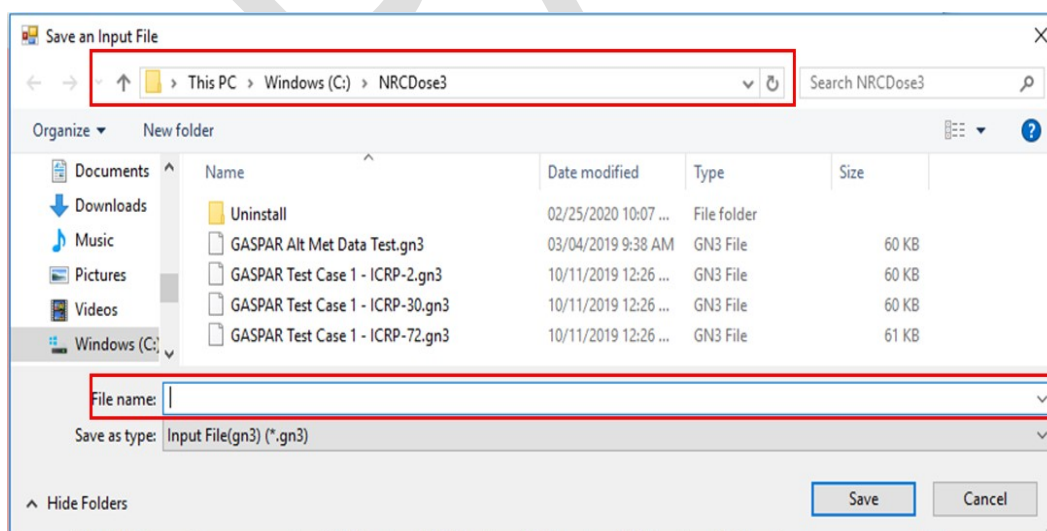 Save an Input File
This PC > Windows (C:) > NRCDose3
Search NRCDose3
Organize
New folder
Name Date modified Type Size
Documents
Downloads
Music
Pictures
Videos
Windows (C:)
Uninstall 02/25/2020 10:07 ... File folder
GASPAR Alt Met Data Test.gn3 03/04/2019 9:38 AM GN3 File 60 KB
GASPAR Test Case 1 - ICRP-2.gn3 10/11/2019 12:26 ... GN3 File 60 KB
GASPAR Test Case 1 - ICRP-30.gn3 10/11/2019 12:26 ... GN3 File 60 KB
GASPAR Test Case 1 - ICRP-72.gn3 10/11/2019 12:26 ... GN3 File 61 KB
File name:
Save as type: Input File(gn3) (*.gn3)
Hide Folders
Save
Cancel